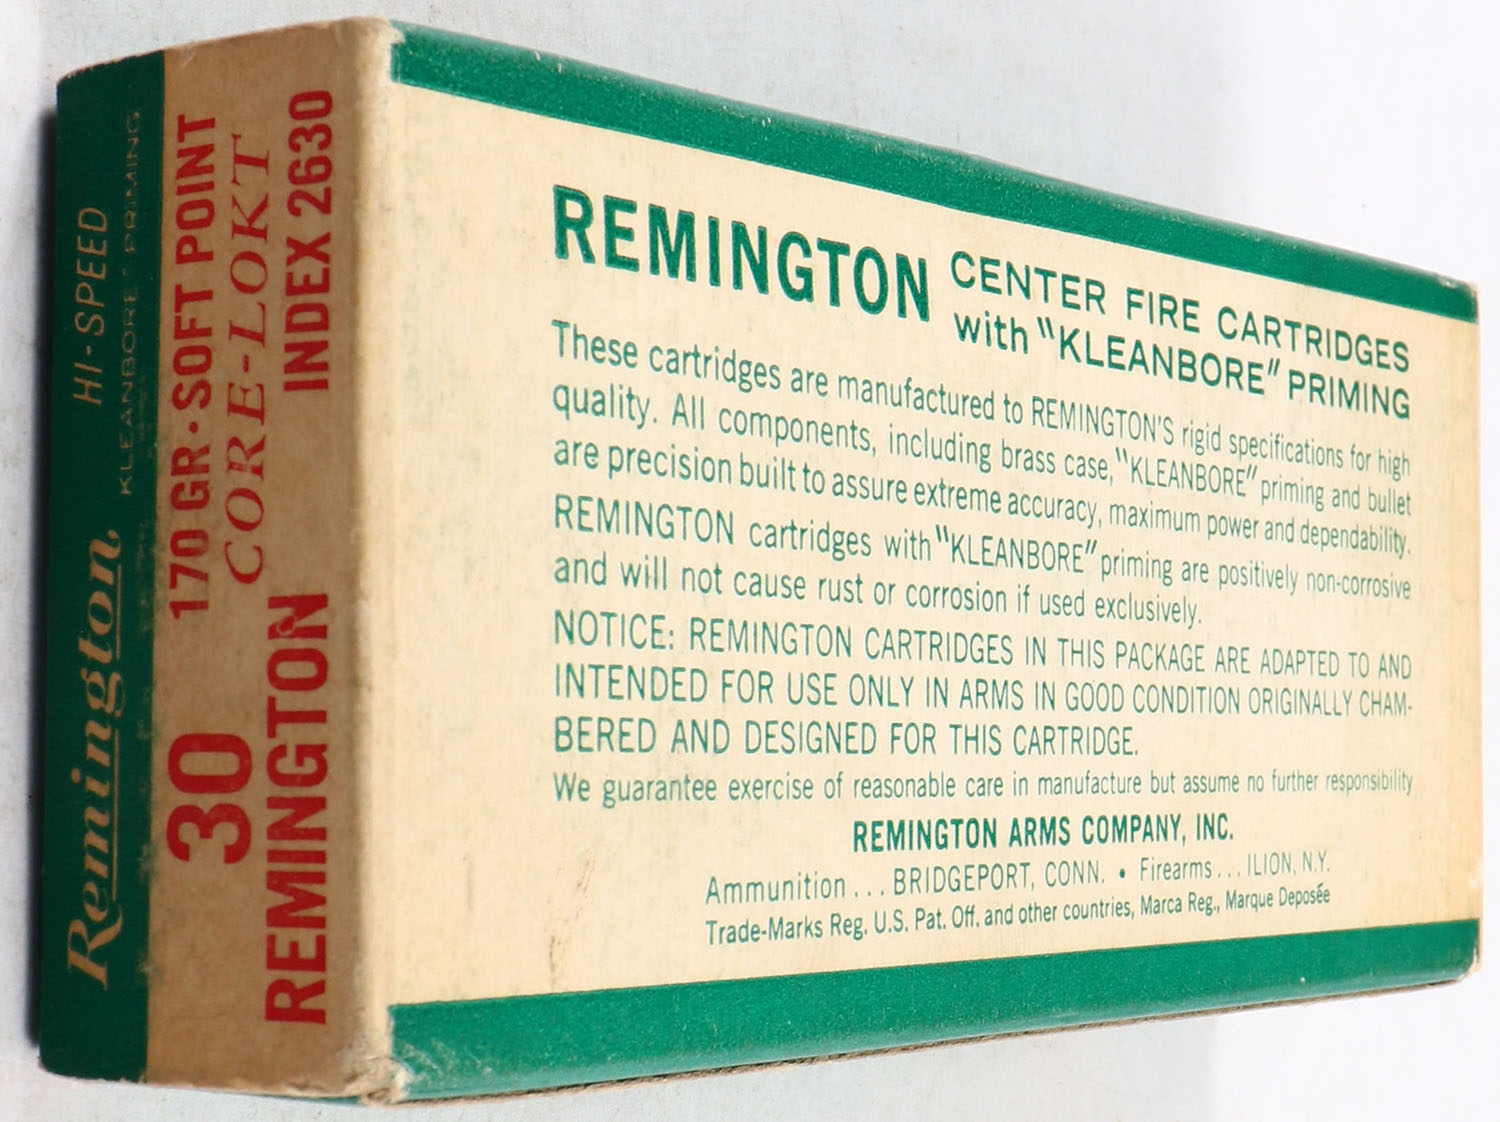 Remington HI-SPEED
KLEANBORE PRIMING
30 170 GR·SOFT POINT
CORE-LOKT
REMINGTON INDEX 2630
REMINGTON CENTER FIRE CARTRIDGES
with "KLEANBORE" PRIMING
These cartridges are manufactured to REMINGTON'S rigid specifications for high
quality. All components, including brass case, "KLEANBORE" priming and bullet
are precision built to assure extreme accuracy, maximum power and dependability.
REMINGTON cartridges with "KLEANBORE" priming are positively non-corrosive
and will not cause rust or corrosion if used exclusively.
NOTICE: REMINGTON CARTRIDGES IN THIS PACKAGE ARE ADAPTED TO AND
INTENDED FOR USE ONLY IN ARMS IN GOOD CONDITION ORIGINALLY CHAM-
BERED AND DESIGNED FOR THIS CARTRIDGE.
We guarantee exercise of reasonable care in manufacture but assume no further responsibility
REMINGTON ARMS COMPANY, INC.
Ammunition... BRIDGEPORT, CONN. • Firearms... ILION, N.Y.
Trade-Marks Reg. U.S. Pat. Off. and other countries, Marca Reg., Marque Deposée